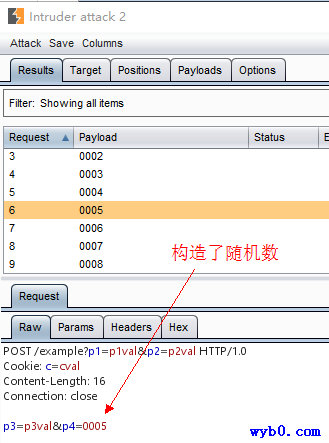 Intruder attack 2
Attack Save Columns
Results Target Positions Payloads Options
Filter: Showing all items
Request Payload Status
3 0002
4 0003
5 0004
6 0005
7 0006
8 0007
9 0008
构造了随机数
Request
Raw Params Headers Hex
POST /example?p1=p1val&p2=p2val HTTP/1.0
Cookie: c=cval
Content-Length: 16
Connection: close
p3=p3val&p4=0005
wyb0.com